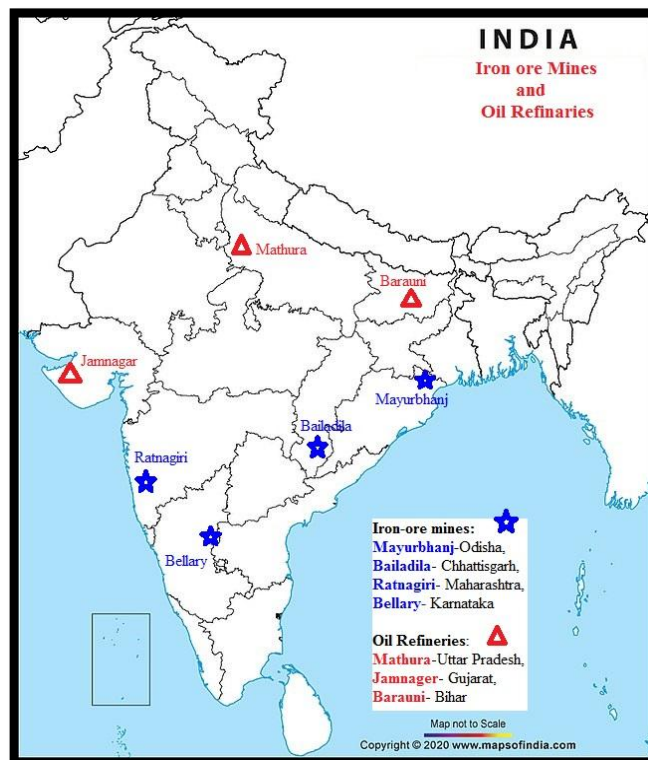 INDIA
Iron ore Mines
and
Oil Refinaries
Mathura
Barauni
Jamnagar
Mayurbhanj
Bailadila
Ratnagiri
Bellary
Iron-ore mines:
Mayurbhanj-Odisha,
Bailadila- Chhattisgarh,
Ratnagiri- Maharashtra,
Bellary- Karnataka
Oil Refineries:
Mathura-Uttar Pradesh,
Jamnager- Gujarat,
Barauni- Bihar
Map not to Scale
Copyright © 2020 www.mapsofindia.com